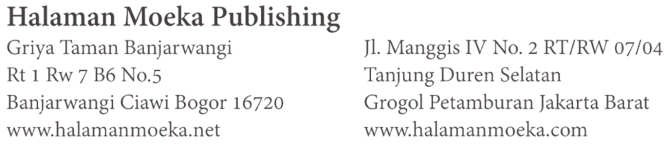 Halaman Moeka Publishing
Griya Taman Banjarwangi
Rt 1 Rw 7 B6 No.5
Banjarwangi Ciawi Bogor 16720
www.halamanmoeka.net
Jl. Manggis IV No. 2 RT/RW 07/04
Tanjung Duren Selatan
Grogol Petamburan Jakarta Barat
www.halamanmoeka.com